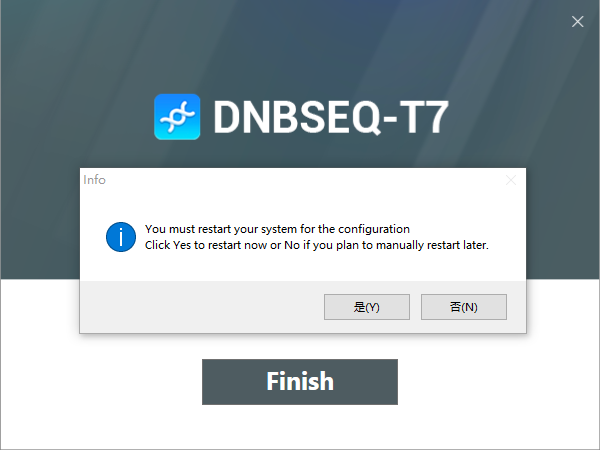 DNBSEQ-T7
Info
You must restart your system for the configuration
Click Yes to restart now or No if you plan to manually restart later.
是(Y)
否(N)
Finish